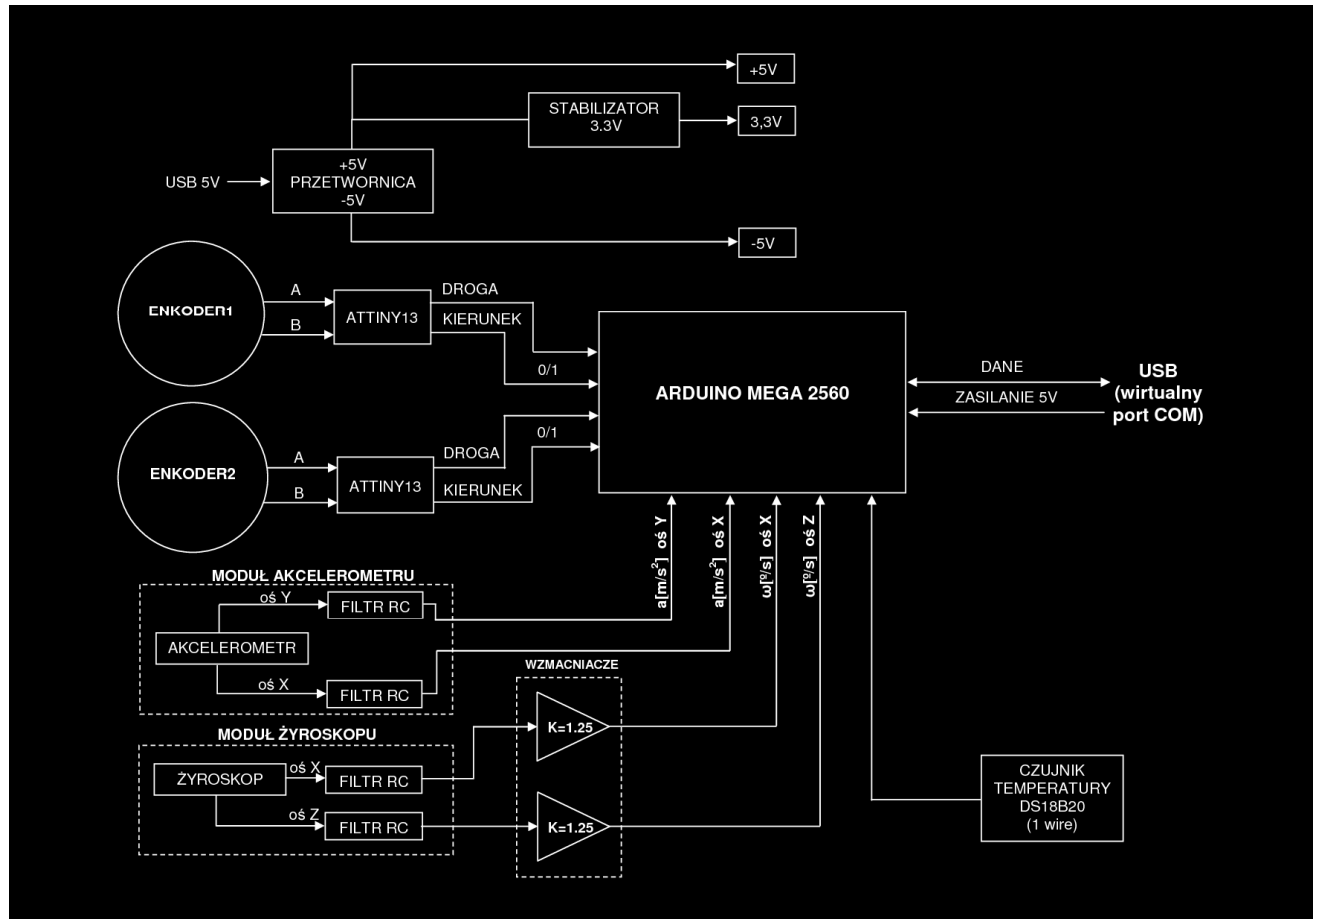 +5V
STABILIZATOR
3.3V
3,3V
+5V
PRZETWORNICA
-5V
USB 5V
-5V
ENKODER1
A
B
ATTINY13
DROGA
KIERUNEK
0/1
ARDUINO MEGA 2560
DANE
ZASILANIE 5V
USB
(wirtualny
port COM)
ENKODER2
A
B
ATTINY13
0/1
DROGA
KIERUNEK
a[m/s²] oś Y
a[m/s²] oś X
ω[º/s] oś X
ω[º/s] oś Z
MODUŁ AKCELEROMETRU
oś Y
FILTR RC
AKCELEROMETR
oś X
FILTR RC
WZMACNIACZE
K=1.25
K=1.25
MODUŁ ŻYROSKOPU
ŻYROSKOP
oś X
FILTR RC
oś Z
FILTR RC
CZUJNIK
TEMPERATURY
DS18B20
(1 wire)